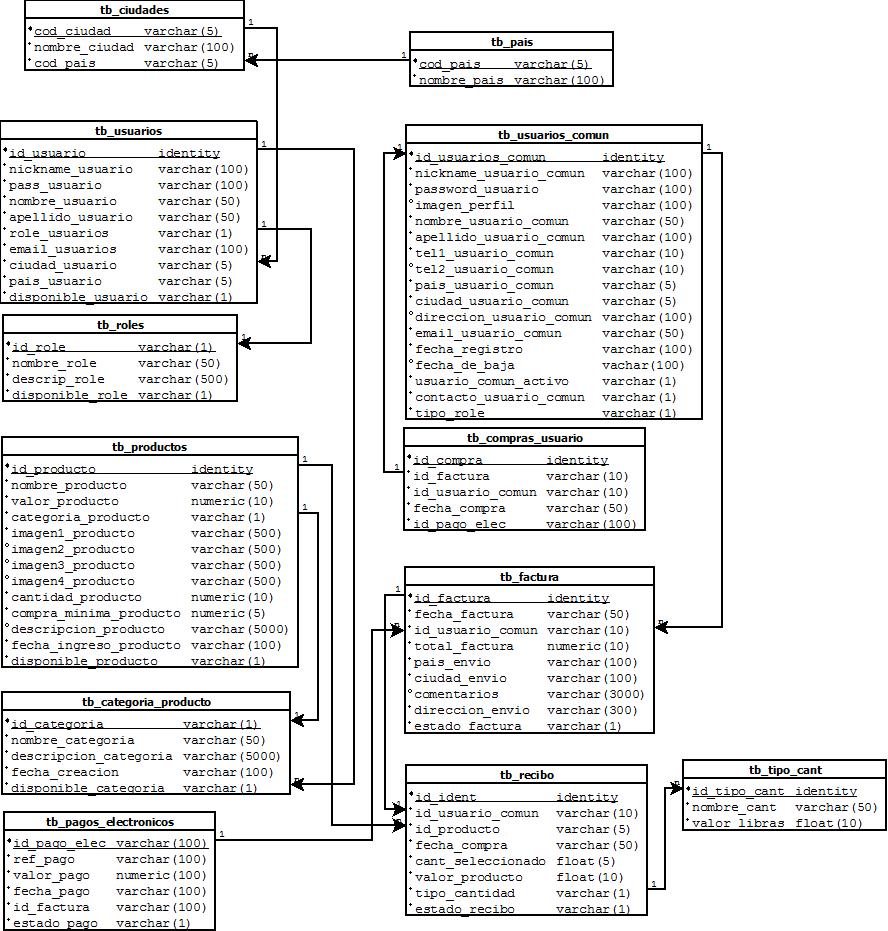 tb_ciudades
cod_ciudad varchar(5)
nombre_ciudad varchar(100)
cod_pais varchar(5)
tb_pais
cod_pais varchar(5)
nombre_pais varchar(100)
tb_usuarios
id_usuario identity
nickname_usuario varchar(100)
pass_usuario varchar(100)
nombre_usuario varchar(50)
apellido_usuario varchar(50)
role_usuarios varchar(1)
email_usuarios varchar(100)
ciudad_usuario varchar(5)
pais_usuario varchar(5)
disponible_usuario varchar(1)
tb_usuarios_comun
id_usuarios_comun identity
nickname_usuario_comun varchar(100)
password_usuario varchar(100)
imagen_perfil varchar(100)
nombre_usuario_comun varchar(50)
apellido_usuario_comun varchar(100)
tel1_usuario_comun varchar(10)
tel2_usuario_comun varchar(10)
pais_usuario_comun varchar(5)
ciudad_usuario_comun varchar(5)
direccion_usuario_comun varchar(100)
email_usuario_comun varchar(50)
fecha_registro varchar(100)
fecha_de_baja vachar(100)
usuario_comun_activo varchar(1)
contacto_usuario_comun varchar(1)
tipo_role varchar(1)
tb_roles
id_role varchar(1)
nombre_role varchar(50)
descrip_role varchar(500)
disponible_role varchar(1)
tb_compras_usuario
id_compra identity
id_factura varchar(10)
id_usuario_comun varchar(10)
fecha_compra varchar(50)
id_pago_elec varchar(100)
tb_productos
id_producto identity
nombre_producto varchar(50)
valor_producto numeric(10)
categoria_producto varchar(1)
imagen1_producto varchar(500)
imagen2_producto varchar(500)
imagen3_producto varchar(500)
imagen4_producto varchar(500)
cantidad_producto numeric(10)
compra_minima_producto numeric(5)
descripcion_producto varchar(5000)
fecha_ingreso_producto varchar(100)
disponible_producto varchar(1)
tb_factura
id_factura identity
fecha_factura varchar(50)
id_usuario_comun varchar(10)
total_factura numeric(10)
pais_envio varchar(100)
ciudad_envio varchar(100)
comentarios varchar(3000)
direccion_envio varchar(300)
estado_factura varchar(1)
tb_categoria_producto
id_categoria varchar(1)
nombre_categoria varchar(50)
descripcion_categoria varchar(5000)
fecha_creacion varchar(100)
disponible_categoria varchar(1)
tb_recibo
id_ident identity
id_usuario_comun varchar(10)
id_producto varchar(5)
fecha_compra varchar(50)
cant_seleccionado float(5)
valor_producto float(10)
tipo_cantidad varchar(1)
estado_recibo varchar(1)
tb_tipo_cant
id_tipo_cant identity
nombre_cant varchar(50)
valor_libras float(10)
tb_pagos_electronicos
id_pago_elec varchar(100)
ref_pago varchar(100)
valor_pago numeric(100)
fecha_pago varchar(100)
id_factura varchar(100)
estado_pago varchar(1)